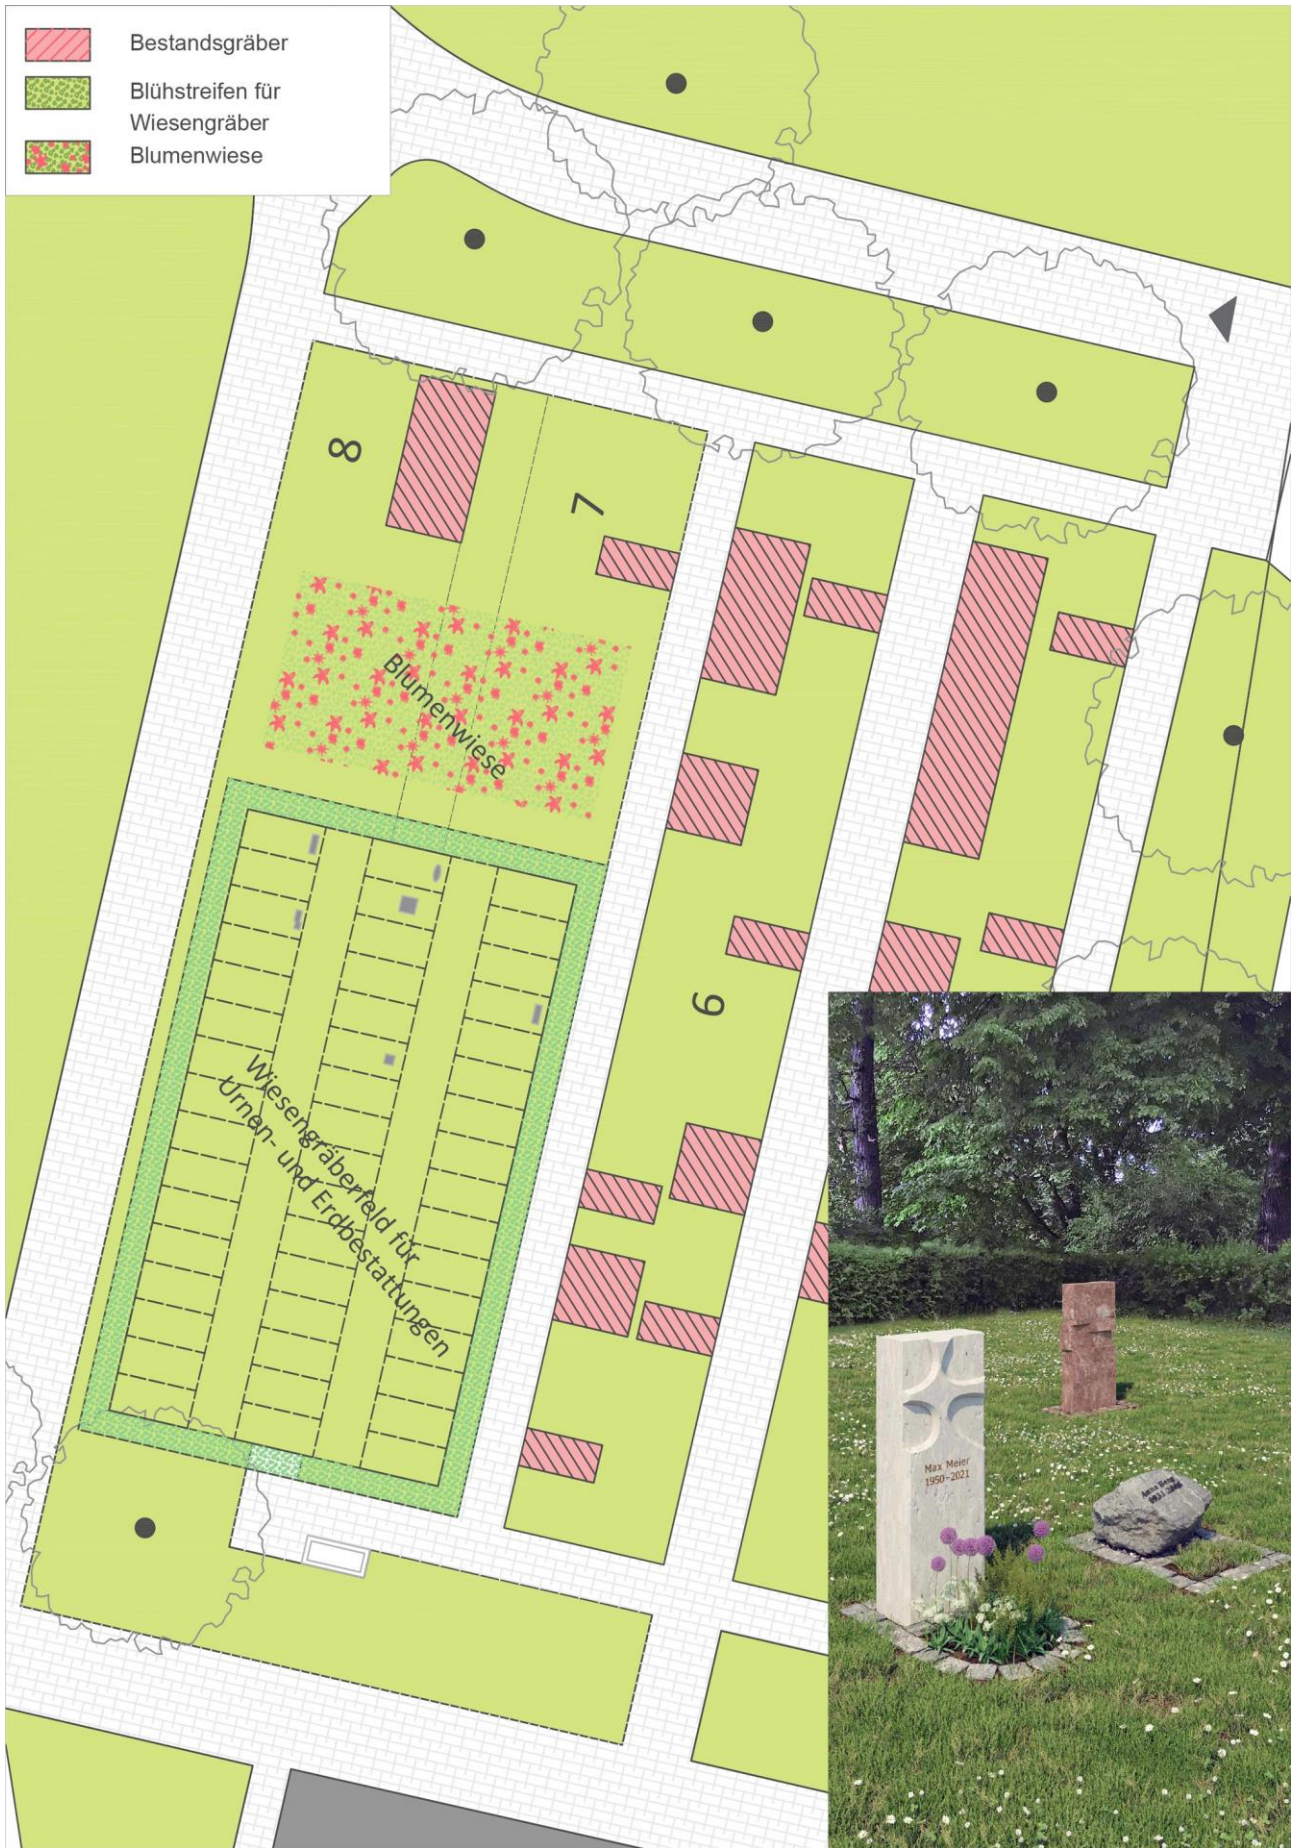 Bestandsgräber
Blühstreifen für
Wiesengräber
Blumenwiese
8
7
Blumenwiese
6
Wiesengräberfeld für
Urnen- und Erdbestattungen
Max Meier
1950-2021